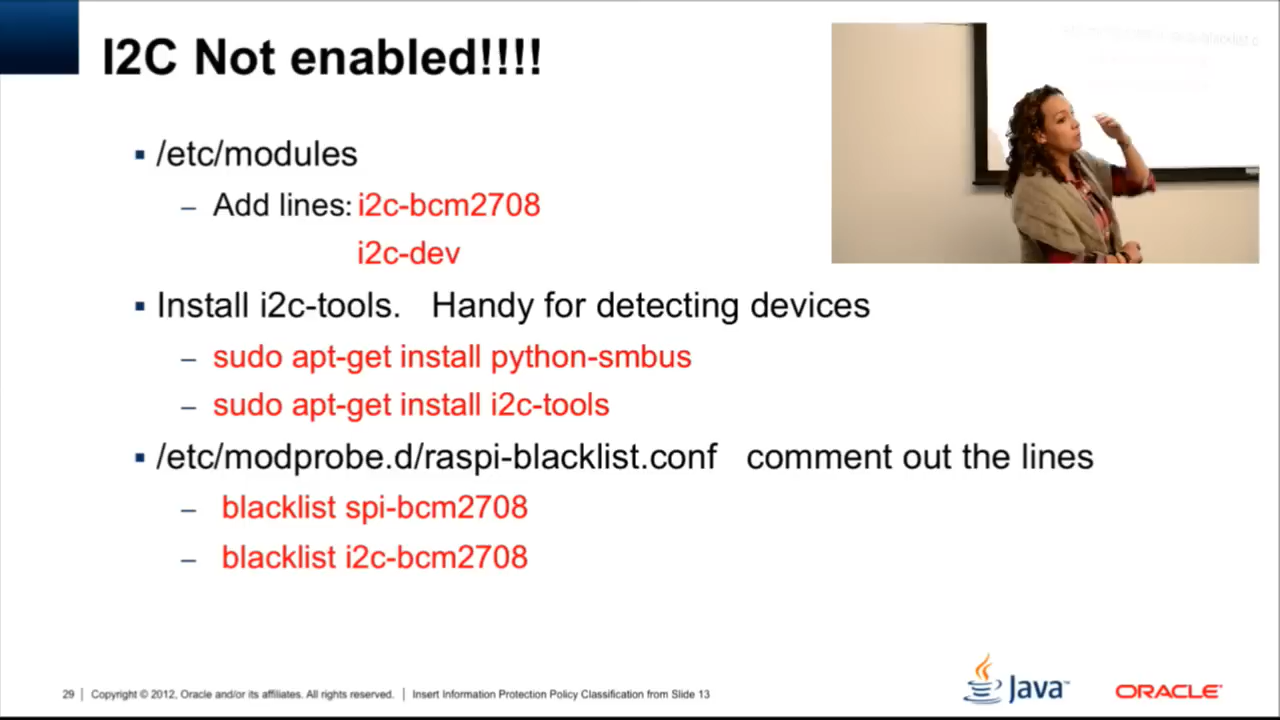 I2C Not enabled!!!!
▪ /etc/modules
– Add lines: i2c-bcm2708
i2c-dev
▪ Install i2c-tools. Handy for detecting devices
– sudo apt-get install python-smbus
– sudo apt-get install i2c-tools
▪ /etc/modprobe.d/raspi-blacklist.conf comment out the lines
– blacklist spi-bcm2708
– blacklist i2c-bcm2708
29 | Copyright © 2012, Oracle and/or its affiliates. All rights reserved. | Insert Information Protection Policy Classification from Slide 13
Java™
ORACLE®